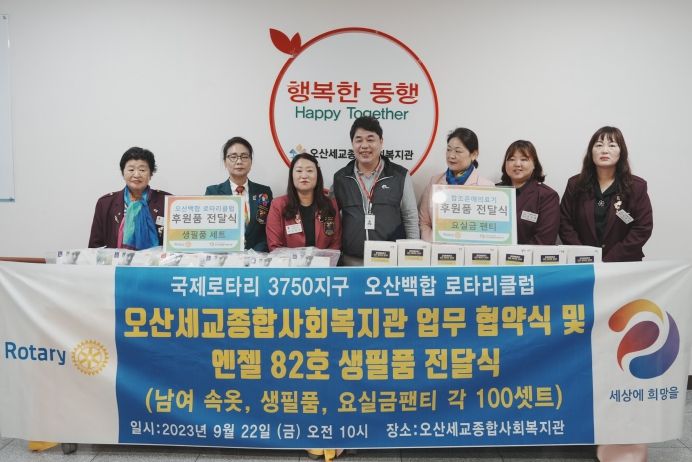 행복한 동행
Happy Together
오산세교종합사회복지관
오산백합 로타리클럽
후원품 전달식
생필품 세트
후원품 전달식
요실금 팬티
국제로타리 3750지구 오산백합 로타리클럽
오산세교종합사회복지관 업무 협약식 및
엔젤 82호 생필품 전달식
(남여 속옷, 생필품, 요실금팬티 각 100셋트)
일시:2023년 9월 22일 (금) 오전 10시 장소:오산세교종합사회복지관
Rotary
세상에 희망을